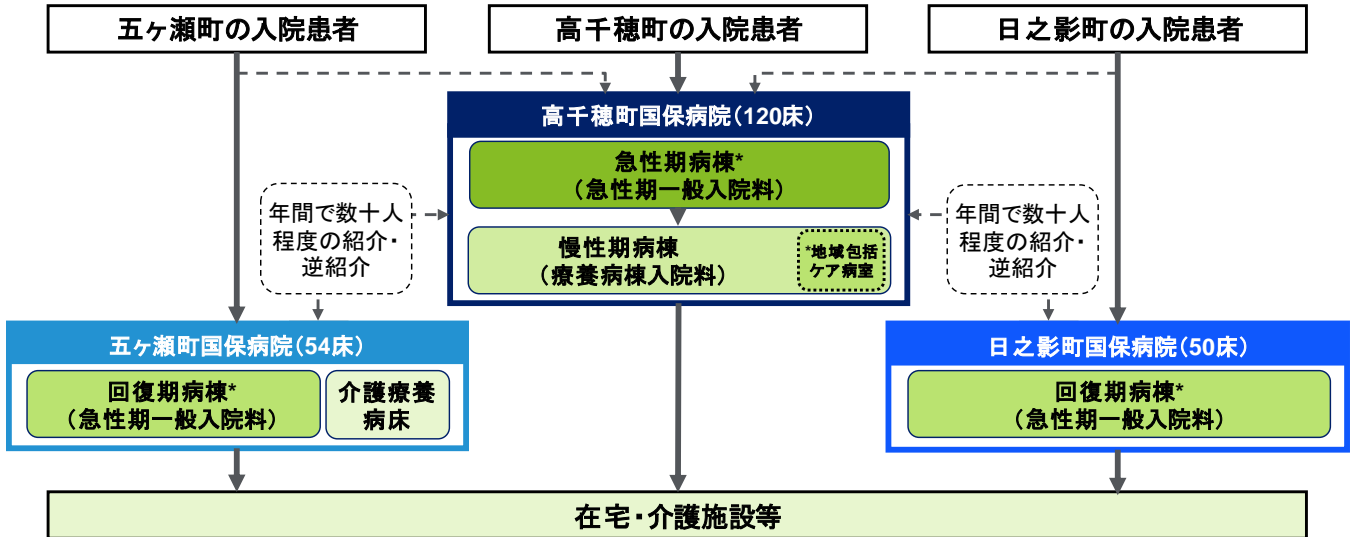 五ヶ瀬町の入院患者
高千穂町の入院患者
日之影町の入院患者
高千穂町国保病院（120床）
急性期病棟*
（急性期一般入院料）
慢性期病棟
（療養病棟入院料）
*地域包括
ケア病室
年間で数十人
程度の紹介・
逆紹介
年間で数十人
程度の紹介・
逆紹介
五ヶ瀬町国保病院（54床）
回復期病棟*
（急性期一般入院料）
介護療養
病床
日之影町国保病院（50床）
回復期病棟*
（急性期一般入院料）
在宅・介護施設等